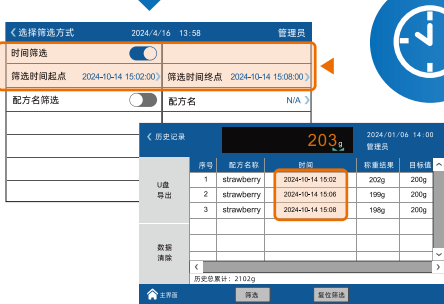 选择筛选方式 2024/4/16 13:58 管理员
时间筛选
筛选时间起点 2024-10-14 15:02:00 筛选时间终点 2024-10-14 15:08:00
配方名筛选 配方名 N/A
历史记录 203g 2024/01/06 14:00
管理员
序号 配方名称 时间 称重结果 目标值
1 strawberry 2024-10-14 15:02 202g 200g
2 strawberry 2024-10-14 15:06 199g 200g
3 strawberry 2024-10-14 15:08 198g 200g
U盘
导出
数据
清除
历史总累计：2102g
主界面 筛选 复位筛选